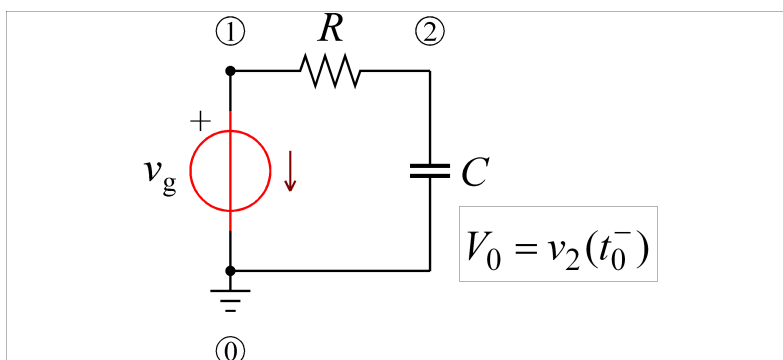 ① R ②
+
v_g
C
V_0 = v_2(t_0^-)
⓪